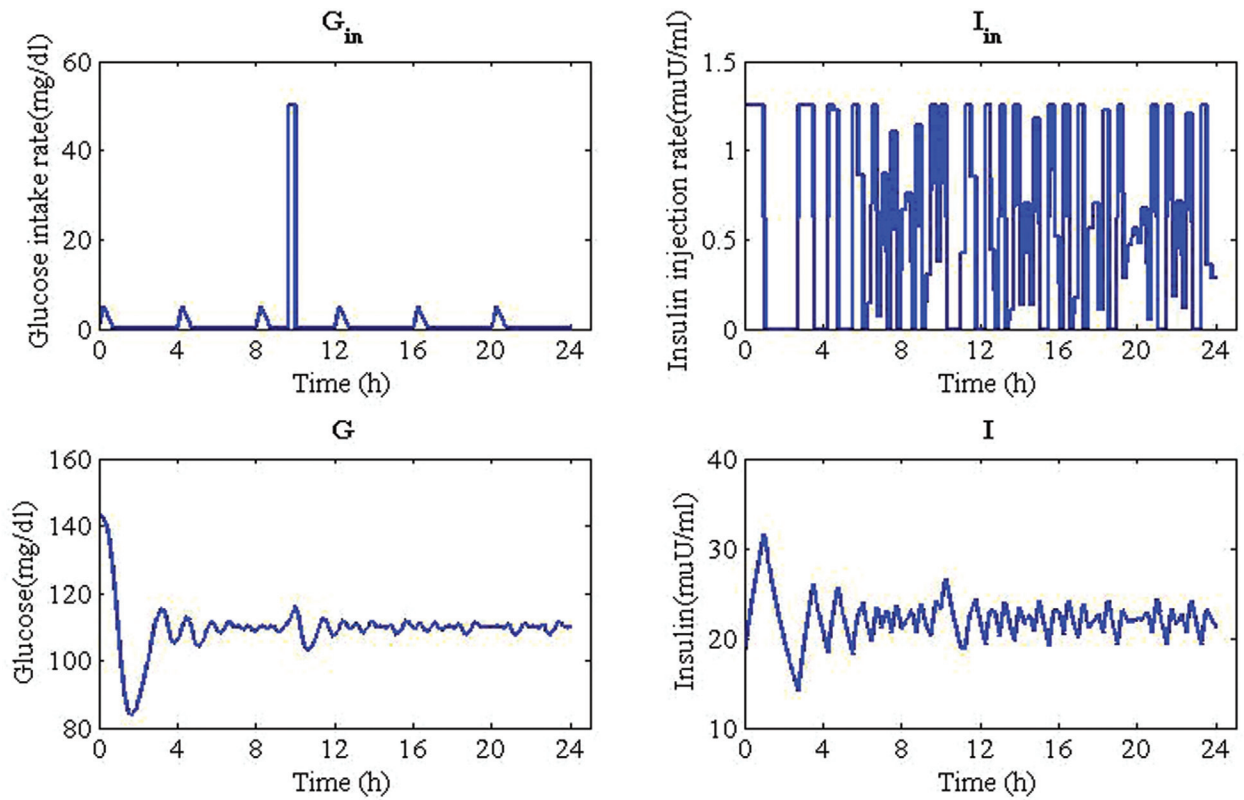 G_in
Glucose intake rate(mg/dl)
60
40
20
0
0 4 8 12 16 20 24
Time (h)
I_in
Insulin injection rate(muU/ml)
1.5
1
0.5
0
0 4 8 12 16 20 24
Time (h)
G
Glucose(mg/dl)
160
140
120
100
80
0 4 8 12 16 20 24
Time (h)
I
Insulin(muU/ml)
40
30
20
10
0 4 8 12 16 20 24
Time (h)